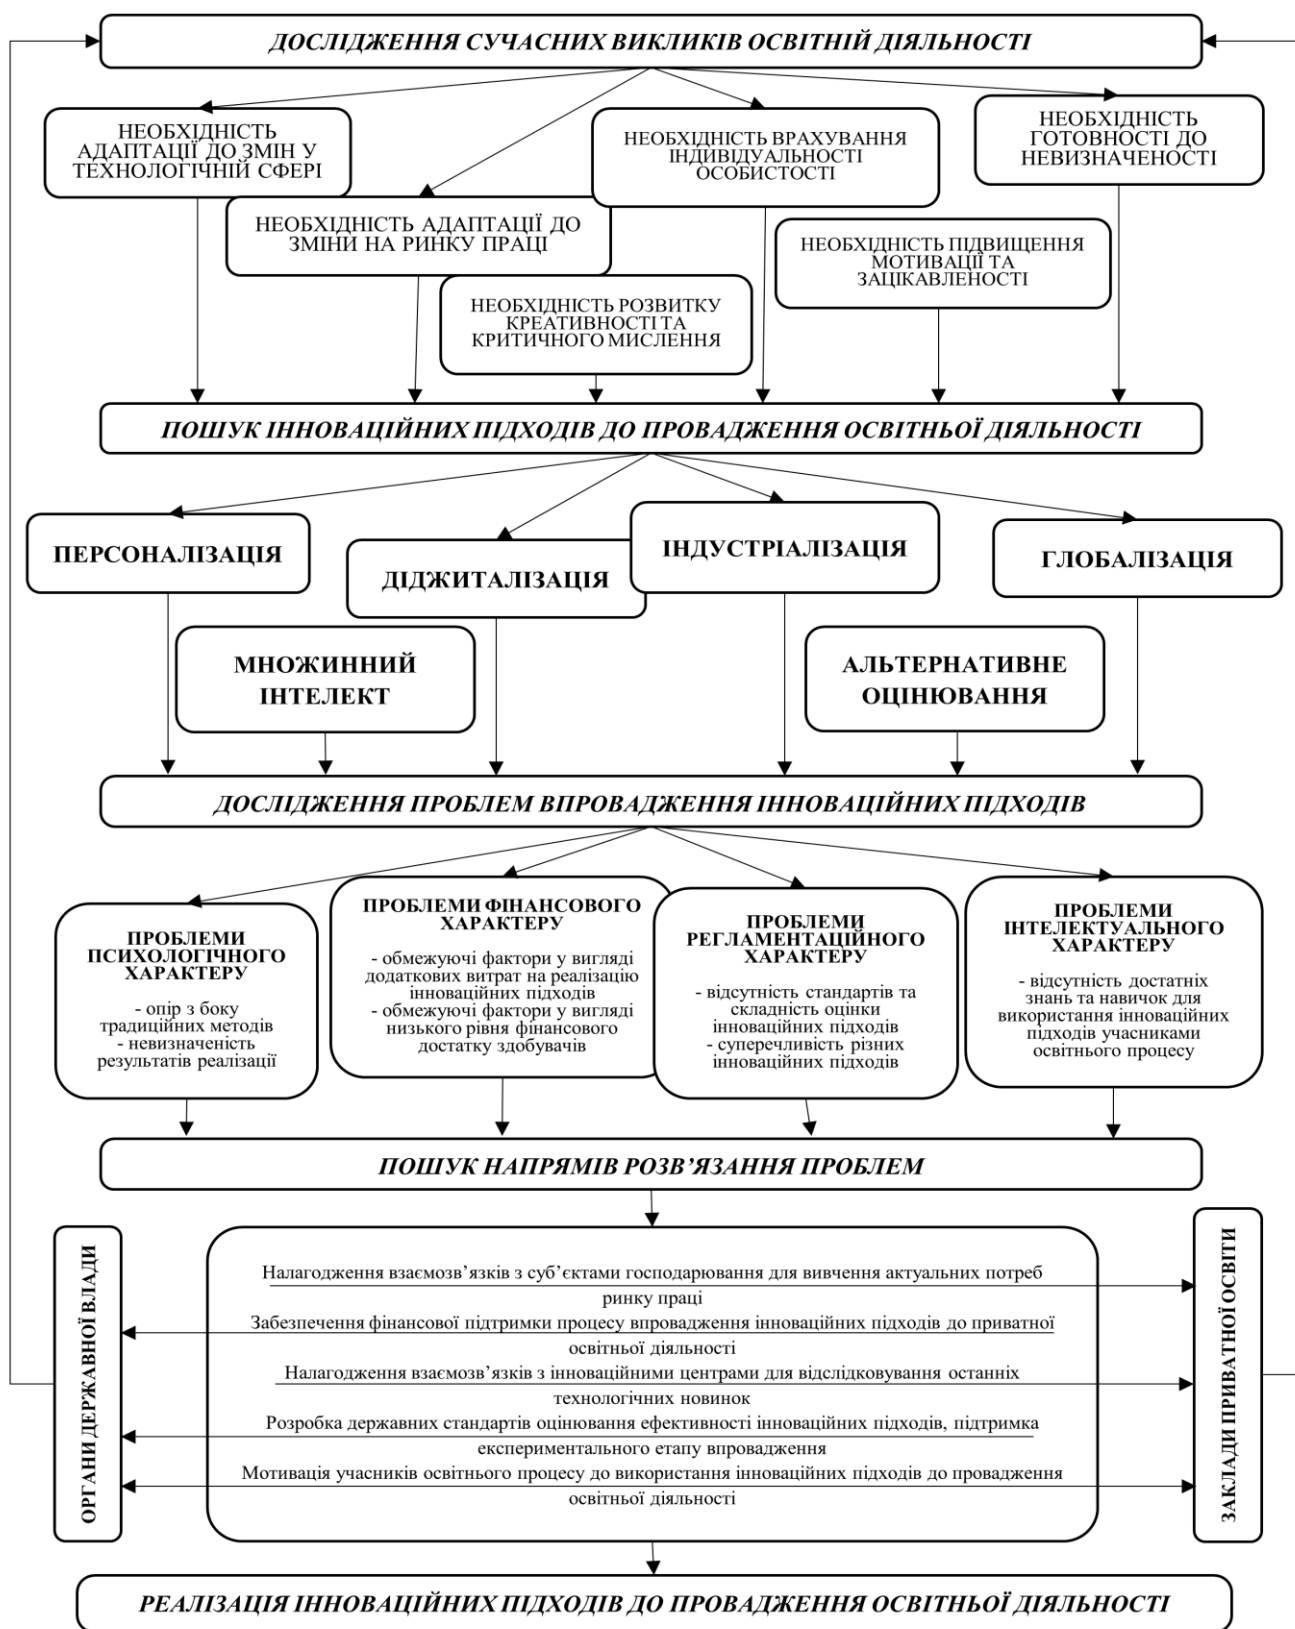 ДОСЛІДЖЕННЯ СУЧАСНИХ ВИКЛИКІВ ОСВІТНІЙ ДІЯЛЬНОСТІ
НЕОБХІДНІСТЬ
АДАПТАЦІЇ ДО ЗМІН У
ТЕХНОЛОГІЧНІЙ СФЕРІ
НЕОБХІДНІСТЬ АДАПТАЦІЇ ДО
ЗМІНИ НА РИНКУ ПРАЦІ
НЕОБХІДНІСТЬ РОЗВИТКУ
КРЕАТИВНОСТІ ТА
КРИТИЧНОГО МИСЛЕННЯ
НЕОБХІДНІСТЬ ВРАХУВАННЯ
ІНДИВІДУАЛЬНОСТІ
ОСОБИСТОСТІ
НЕОБХІДНІСТЬ ПІДВИЩЕННЯ
МОТИВАЦІЇ ТА
ЗАЦІКАВЛЕНОСТІ
НЕОБХІДНІСТЬ
ГОТОВНОСТІ ДО
НЕВИЗНАЧЕНОСТІ
ПОШУК ІННОВАЦІЙНИХ ПІДХОДІВ ДО ПРОВАДЖЕННЯ ОСВІТНЬОЇ ДІЯЛЬНОСТІ
ПЕРСОНАЛІЗАЦІЯ
МНОЖИННИЙ
ІНТЕЛЕКТ
ДІДЖИТАЛІЗАЦІЯ
ІНДУСТРІАЛІЗАЦІЯ
АЛЬТЕРНАТИВНЕ
ОЦІНЮВАННЯ
ГЛОБАЛІЗАЦІЯ
ДОСЛІДЖЕННЯ ПРОБЛЕМ ВПРОВАДЖЕННЯ ІННОВАЦІЙНИХ ПІДХОДІВ
ПРОБЛЕМИ
ПСИХОЛОГІЧНОГО
ХАРАКТЕРУ
- опір з боку
традиційних методів
- невизначеність
результатів реалізації
ПРОБЛЕМИ ФІНАНСОВОГО
ХАРАКТЕРУ
- обмежуючі фактори у вигляді
додаткових витрат на реалізацію
інноваційних підходів
- обмежуючі фактори у вигляді
низького рівня фінансового
достатку здобувачів
ПРОБЛЕМИ
РЕГЛАМЕНТАЦІЙНОГО
ХАРАКТЕРУ
- відсутність стандартів та
складність оцінки
інноваційних підходів
- суперечливість різних
інноваційних підходів
ПРОБЛЕМИ
ІНТЕЛЕКТУАЛЬНОГО
ХАРАКТЕРУ
- відсутність достатніх
знань та навичок для
використання інноваційних
підходів учасниками
освітнього процесу
ПОШУК НАПРЯМІВ РОЗВ’ЯЗАННЯ ПРОБЛЕМ
ОРГАНИ ДЕРЖАВНОЇ ВЛАДИ
Налагодження взаємозв’язків з суб’єктами господарювання для вивчення актуальних потреб
ринку праці
Забезпечення фінансової підтримки процесу впровадження інноваційних підходів до приватної
освітньої діяльності
Налагодження взаємозв’язків з інноваційними центрами для відслідковування останніх
технологічних новинок
Розробка державних стандартів оцінювання ефективності інноваційних підходів, підтримка
експериментального етапу впровадження
Мотивація учасників освітнього процесу до використання інноваційних підходів до провадження
освітньої діяльності
ЗАКЛАДИ ПРИВАТНОЇ ОСВІТИ
РЕАЛІЗАЦІЯ ІННОВАЦІЙНИХ ПІДХОДІВ ДО ПРОВАДЖЕННЯ ОСВІТНЬОЇ ДІЯЛЬНОСТІ